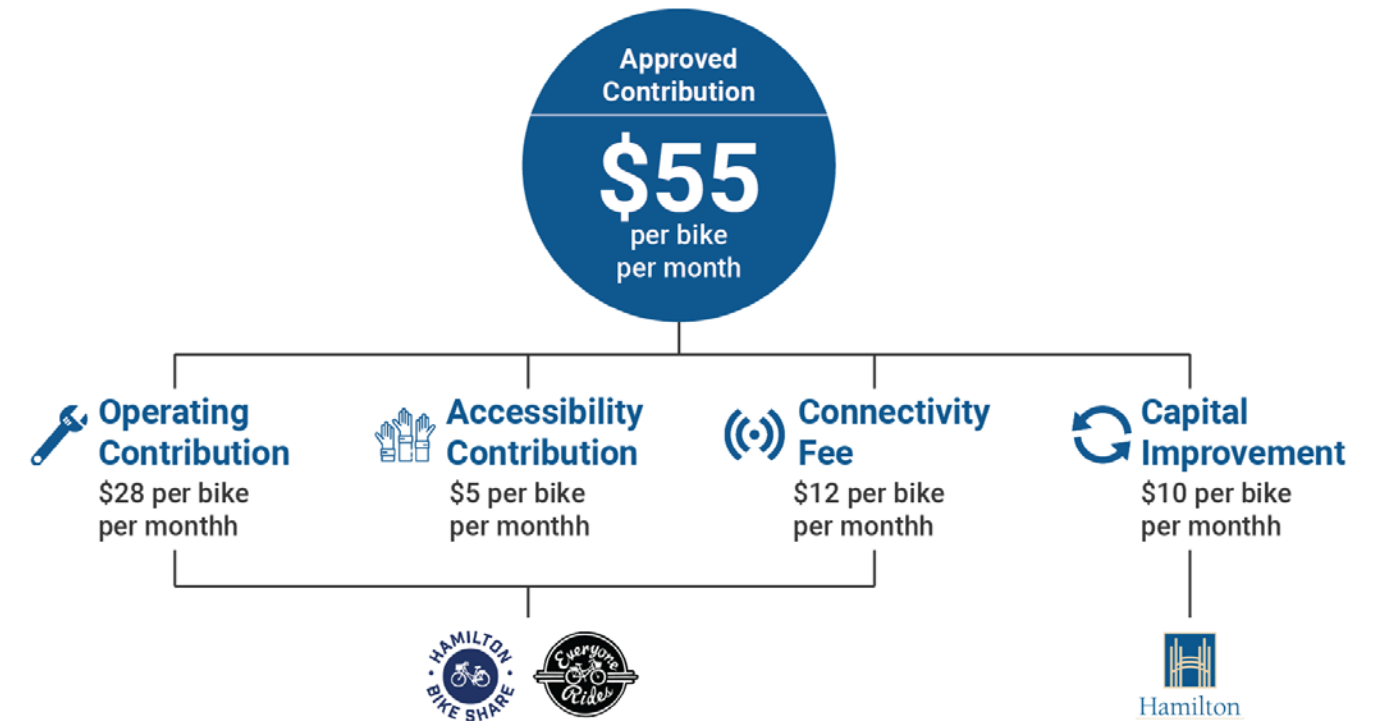 Approved
Contribution
$55
per bike
per month
Operating
Contribution
$28 per bike
per monthh
Accessibility
Contribution
$5 per bike
per monthh
Connectivity
Fee
$12 per bike
per monthh
Capital
Improvement
$10 per bike
per monthh
HAMILTON
BIKE SHARE
Everyone
Rides
Hamilton